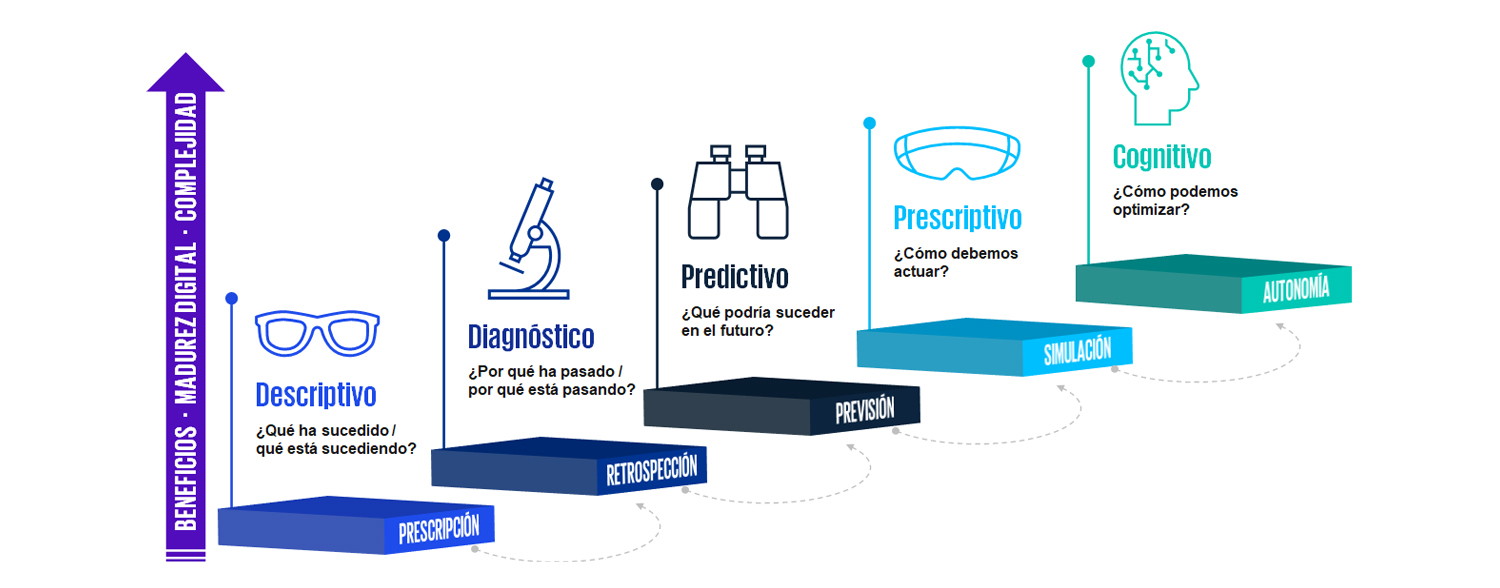 BENEFICIOS · MADUREZ DIGITAL · COMPLEJIDAD
Descriptivo
¿Qué ha sucedido /
qué está sucediendo?
PRESCRIPCIÓN
Diagnóstico
¿Por qué ha pasado /
por qué está pasando?
RETROSPECCIÓN
Predictivo
¿Qué podría suceder
en el futuro?
PREVISIÓN
Prescriptivo
¿Cómo debemos
actuar?
SIMULACIÓN
Cognitivo
¿Cómo podemos
optimizar?
AUTONOMÍA